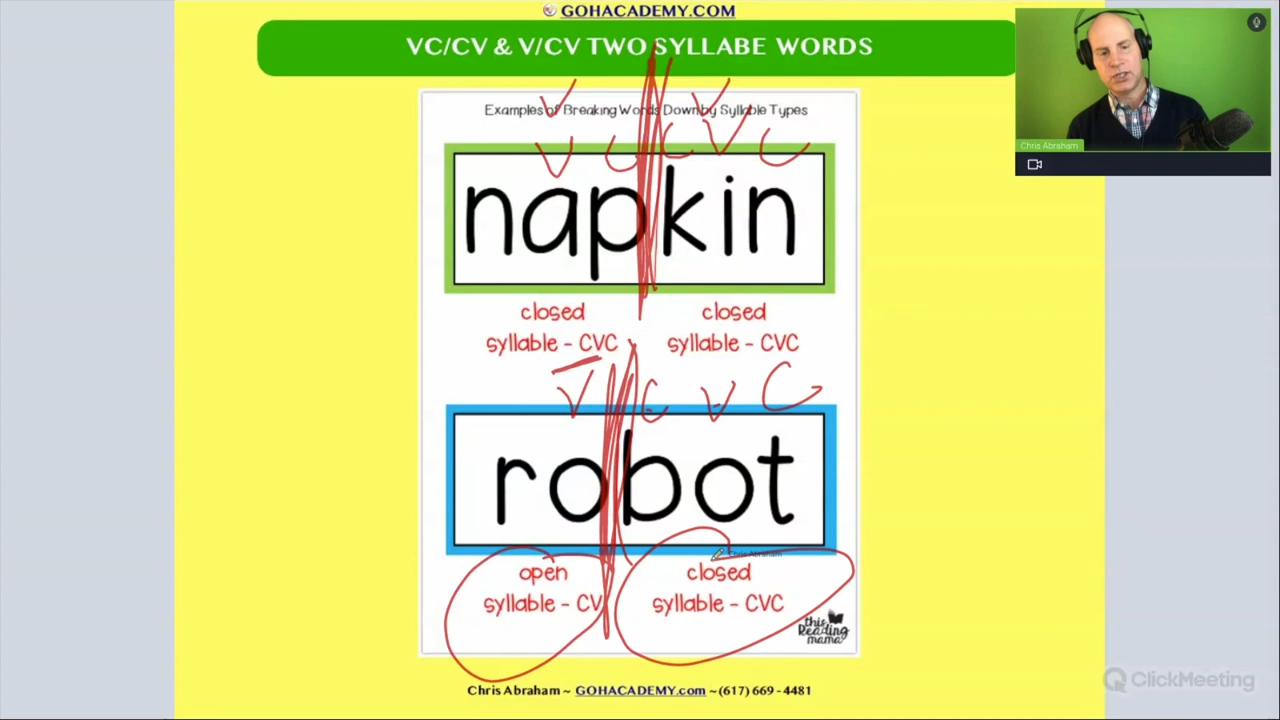 GOHACADEMY.COM
VC/CV & V/CV TWO SYLLABE WORDS
Chris Abraham
Examples of Breaking Words Down by Syllable Types
V V
V C C V C
napkin
closed closed
syllable - CVC syllable - CVC
V C V C
robot
Chris Abraham
open closed
syllable - CV syllable - CVC
this
Reading
mama
Chris Abraham ~ GOHACADEMY.com ~(617) 669 - 4481
ClickMeeting